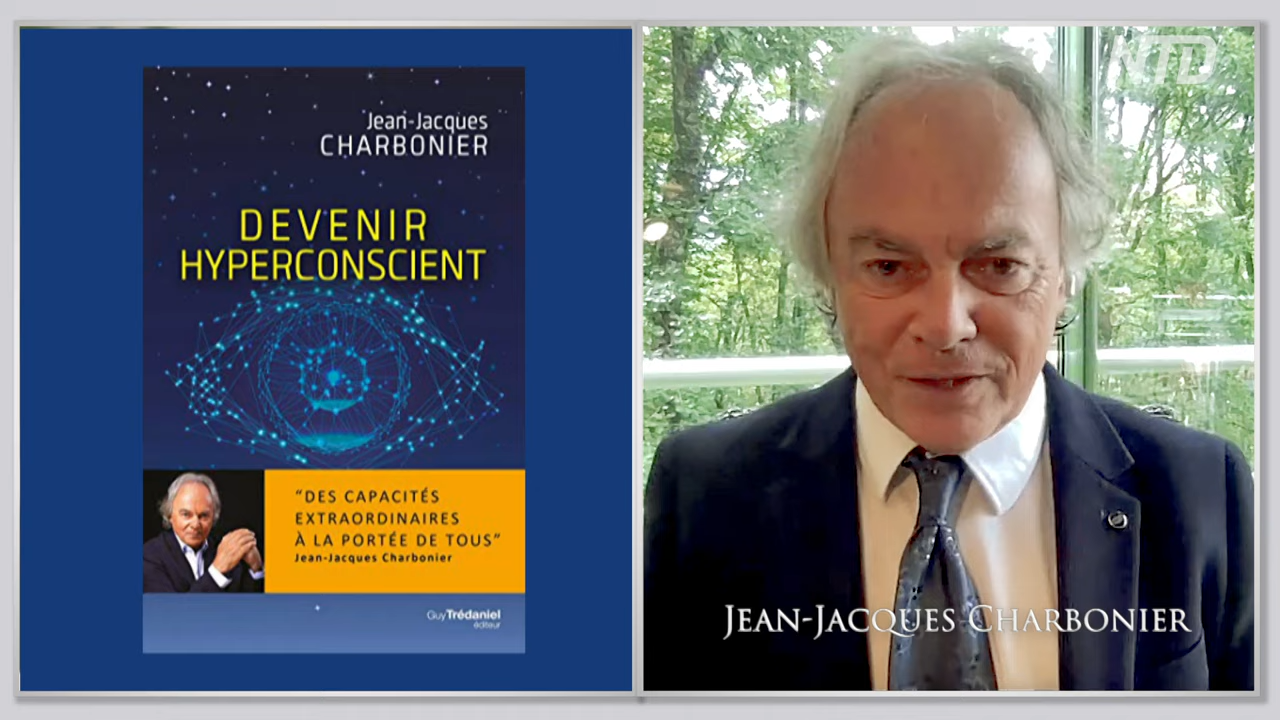 Jean-Jacques
CHARBONIER
DEVENIR
HYPERCONSCIENT
"DES CAPACITÉS
EXTRAORDINAIRES
À LA PORTÉE DE TOUS"
Jean-Jacques Charbonier
Guy Trédaniel
éditeur
NTD
JEAN-JACQUES CHARBONIER